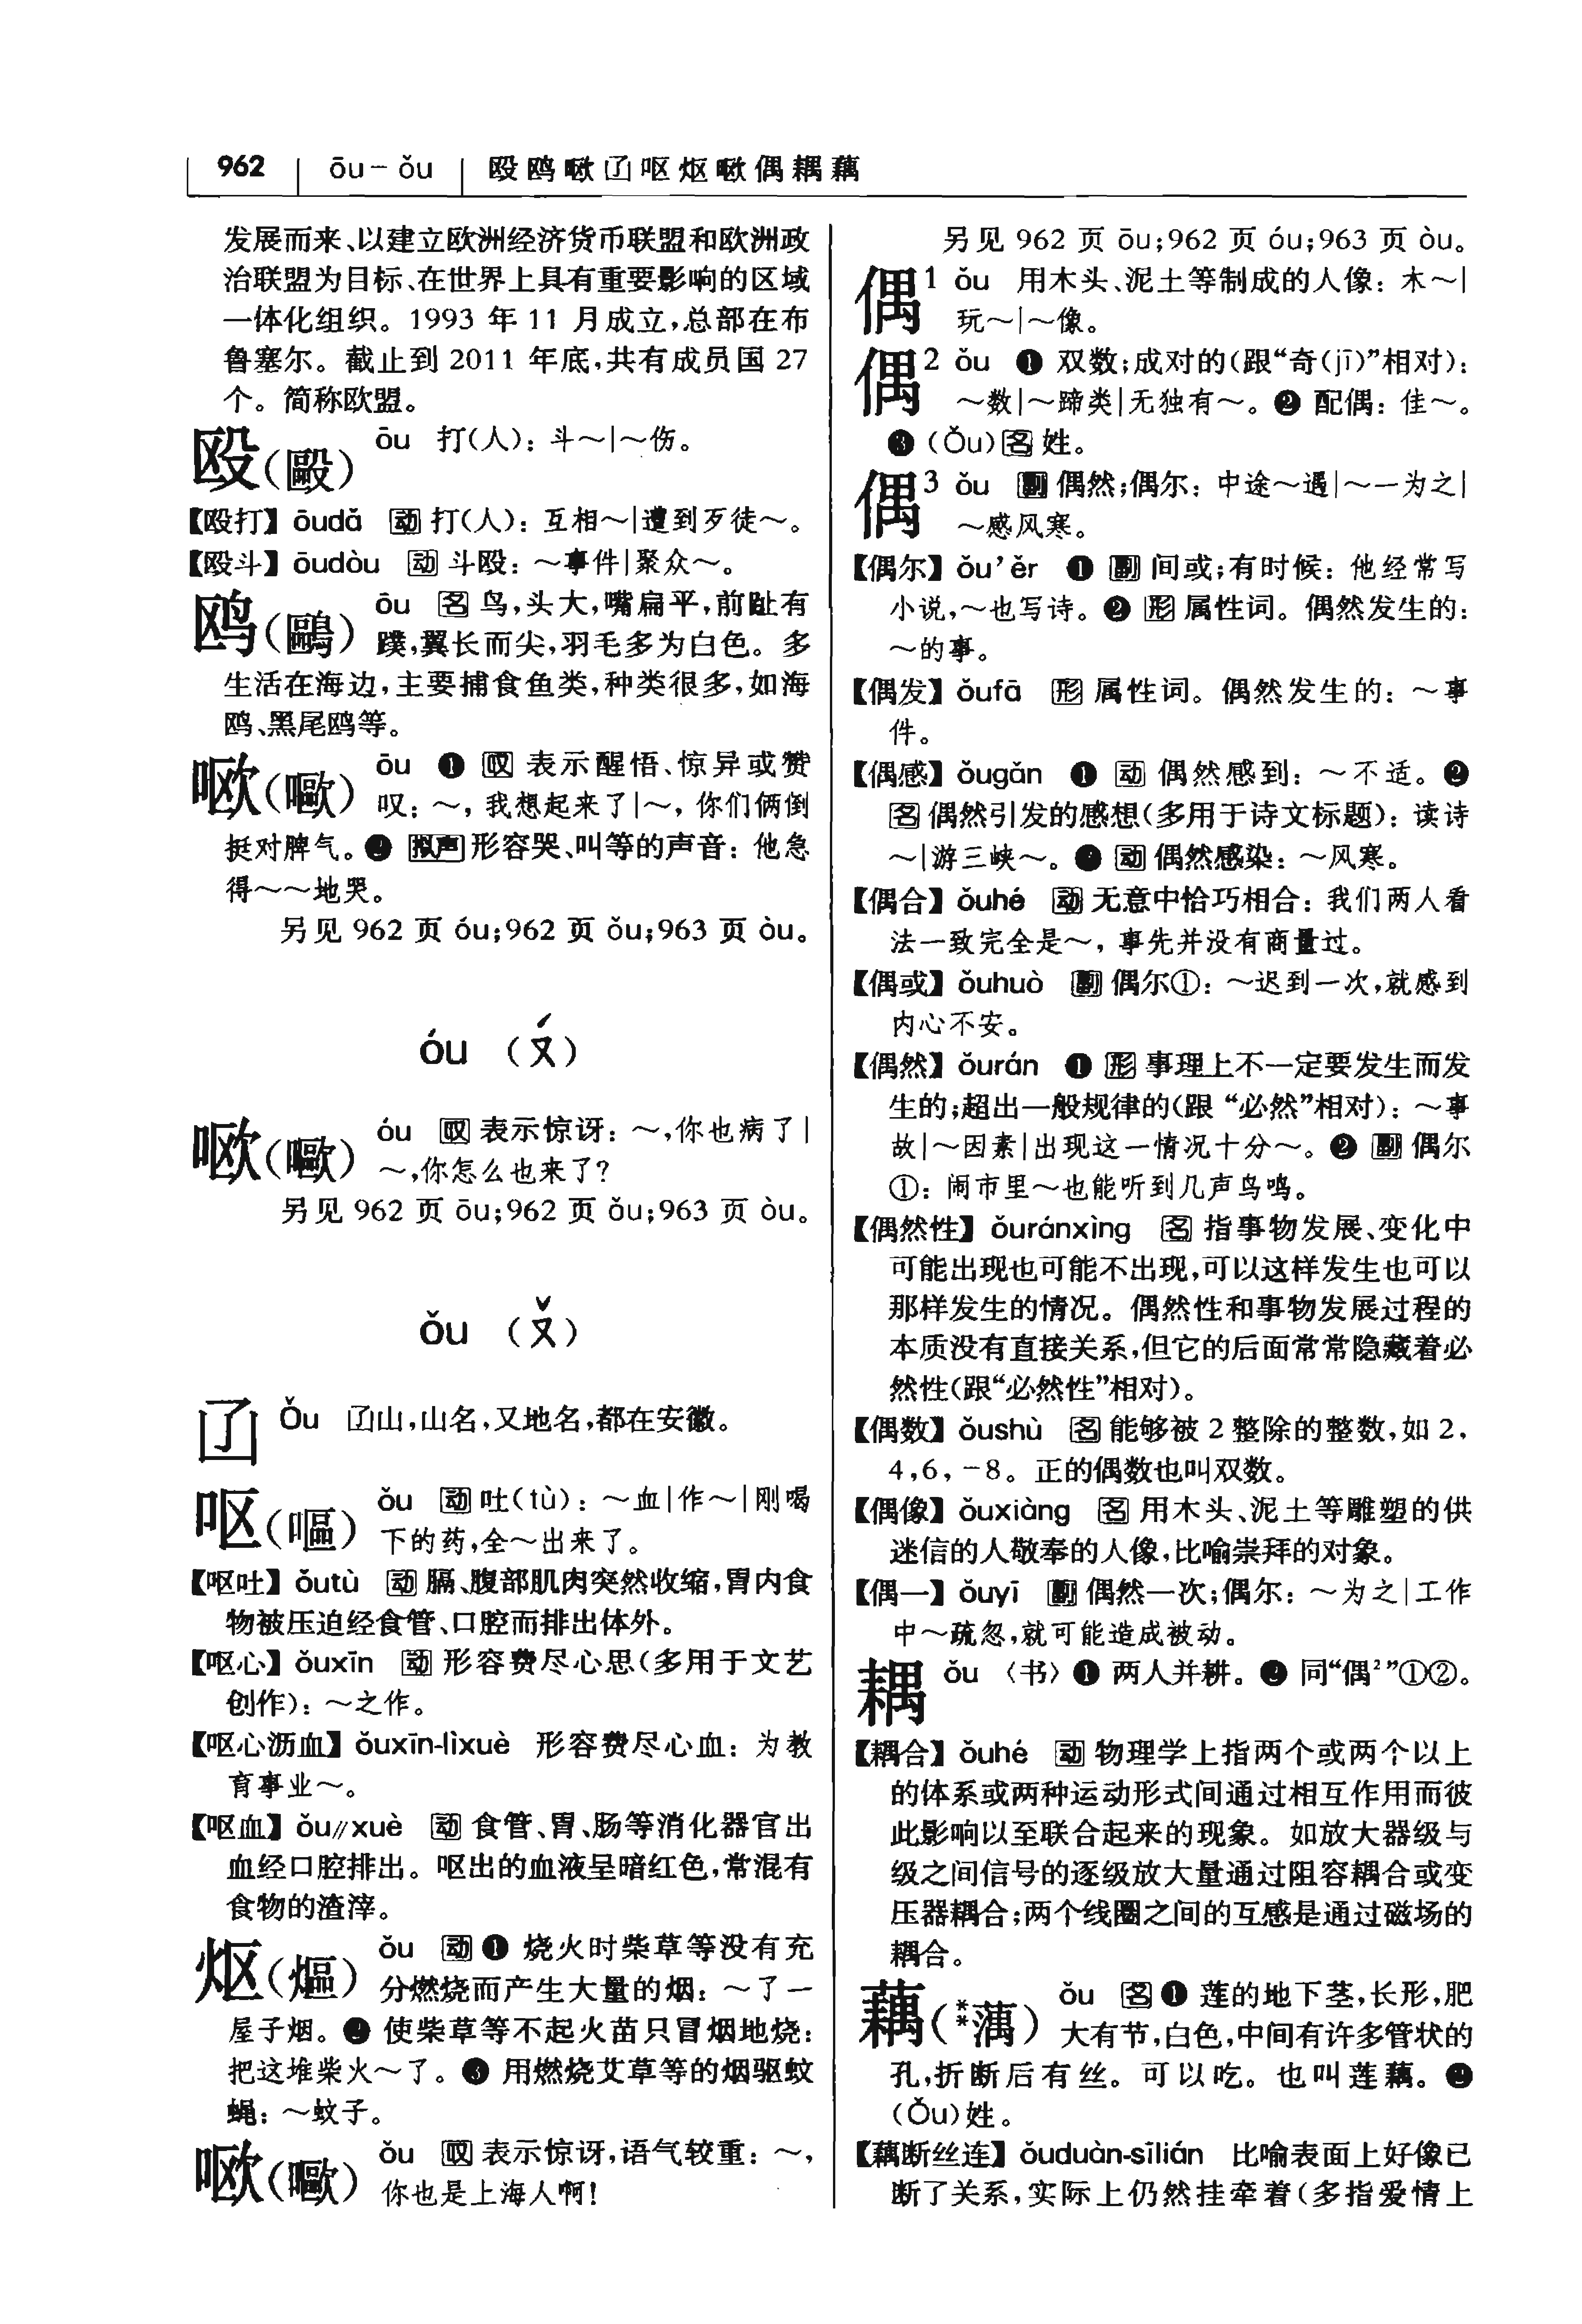 962 ōu－ǒu 殴鸥瞅𠙶呕怄瞅偶耦藕
发展而来、以建立欧洲经济货币联盟和欧洲政
治联盟为目标、在世界上具有重要影响的区域
一体化组织。1993 年 11 月成立,总部在布
鲁塞尔。截止到 2011 年底,共有成员国 27
个。简称欧盟。
殴(毆) ōu 打(人)：斗～|～伤。
【殴打】ōudǎ 动 打(人)：互相～|遭到歹徒～。
【殴斗】ōudòu 动 斗殴：～事件|聚众～。
鸥(鷗) ōu 名 鸟,头大,嘴扁平,前趾有
蹼,翼长而尖,羽毛多为白色。多
生活在海边,主要捕食鱼类,种类很多,如海
鸥、黑尾鸥等。
𠺖(嘔) ōu ❶ 叹 表示醒悟、惊异或赞
叹：～, 我想起来了|～, 你们俩倒
挺对脾气。❷ 拟声 形容哭、叫等的声音：他急
得～～地哭。
另见 962 页 óu;962 页 ǒu;963 页 òu。
óu （ㄡˊ）
óu 叹 表示惊讶：～,你也病了|
～,你怎么也来了?
另见 962 页 ōu;962 页 ǒu;963 页 òu。
ǒu （ㄡˇ）
Ǒu 山,山名,又地名,都在安徽。
呕(嘔) ǒu 动 吐(tù)：～血|作～|刚喝
下的药,全～出来了。
【呕吐】ǒutù 动 膈、腹部肌肉突然收缩,胃内食
物被压迫经食管、口腔而排出体外。
【呕心】ǒuxīn 动 形容费尽心思(多用于文艺
创作)：～之作。
【呕心沥血】ǒuxīn-lìxuè 形容费尽心血：为教
育事业～。
【呕血】ǒu∥xuè 动 食管、胃、肠等消化器官出
血经口腔排出。呕出的血液呈暗红色,常混有
食物的渣滓。
炰(熰) ǒu 动 ❶ 烧火时柴草等没有充
分燃烧而产生大量的烟：～了一
屋子烟。❷ 使柴草等不起火苗只冒烟地烧：
把这堆柴火～了。❸ 用燃烧艾草等的烟驱蚊
蝇：～蚊子。
ǒu 叹 表示惊讶,语气较重：～,
你也是上海人啊!
另见 962 页 ōu;962 页 óu;963 页 òu。
偶1 ǒu 用木头、泥土等制成的人像：木～|
玩～|～像。
偶2 ǒu ❶ 双数;成对的(跟“奇(jī)”相对)：
～数|～蹄类|无独有～。❷ 配偶：佳～。
❸ (Ǒu) 名 姓。
偶3 ǒu 副 偶然;偶尔：中途～遇|～一为之|
～感风寒。
【偶尔】ǒu’ěr ❶ 副 间或;有时候：他经常写
小说,～也写诗。❷ 形 属性词。偶然发生的：
～的事。
【偶发】ǒufā 形 属性词。偶然发生的：～事
件。
【偶感】ǒugǎn ❶ 动 偶然感到：～不适。❷
名 偶然引发的感想(多用于诗文标题)：读诗
～|游三峡～。❸ 动 偶然感染：～风寒。
【偶合】ǒuhé 动 无意中恰巧相合：我们两人看
法一致完全是～, 事先并没有商量过。
【偶或】ǒuhuò 副 偶尔①：～迟到一次,就感到
内心不安。
【偶然】ǒurán ❶ 形 事理上不一定要发生而发
生的;超出一般规律的(跟“必然”相对)：～事
故|～因素|出现这一情况十分～。❷ 副 偶尔
①：闹市里～也能听到几声鸟鸣。
【偶然性】ǒuránxìng 名 指事物发展、变化中
可能出现也可能不出现,可以这样发生也可以
那样发生的情况。偶然性和事物发展过程的
本质没有直接关系,但它的后面常常隐藏着必
然性(跟“必然性”相对)。
【偶数】ǒushù 名 能够被 2 整除的整数,如 2,
4,6,－8。正的偶数也叫双数。
【偶像】ǒuxiàng 名 用木头、泥土等雕塑的供
迷信的人敬奉的人像,比喻崇拜的对象。
【偶一】ǒuyī 副 偶然一次;偶尔：～为之|工作
中～疏忽,就可能造成被动。
耦 ǒu 〈书〉❶ 两人并耕。❷ 同“偶²”①②。
【耦合】ǒuhé 动 物理学上指两个或两个以上
的体系或两种运动形式间通过相互作用而彼
此影响以至联合起来的现象。如放大器级与
级之间信号的逐级放大量通过阻容耦合或变
压器耦合;两个线圈之间的互感是通过磁场的
耦合。
藕(**蕅) ǒu 名 ❶ 莲的地下茎,长形,肥
大有节,白色,中间有许多管状的
孔,折断后有丝。可以吃。也叫莲藕。❷
(Ǒu) 姓。
【藕断丝连】ǒuduàn-sīlián 比喻表面上好像已
断了关系,实际上仍然挂牵着(多指爱情上